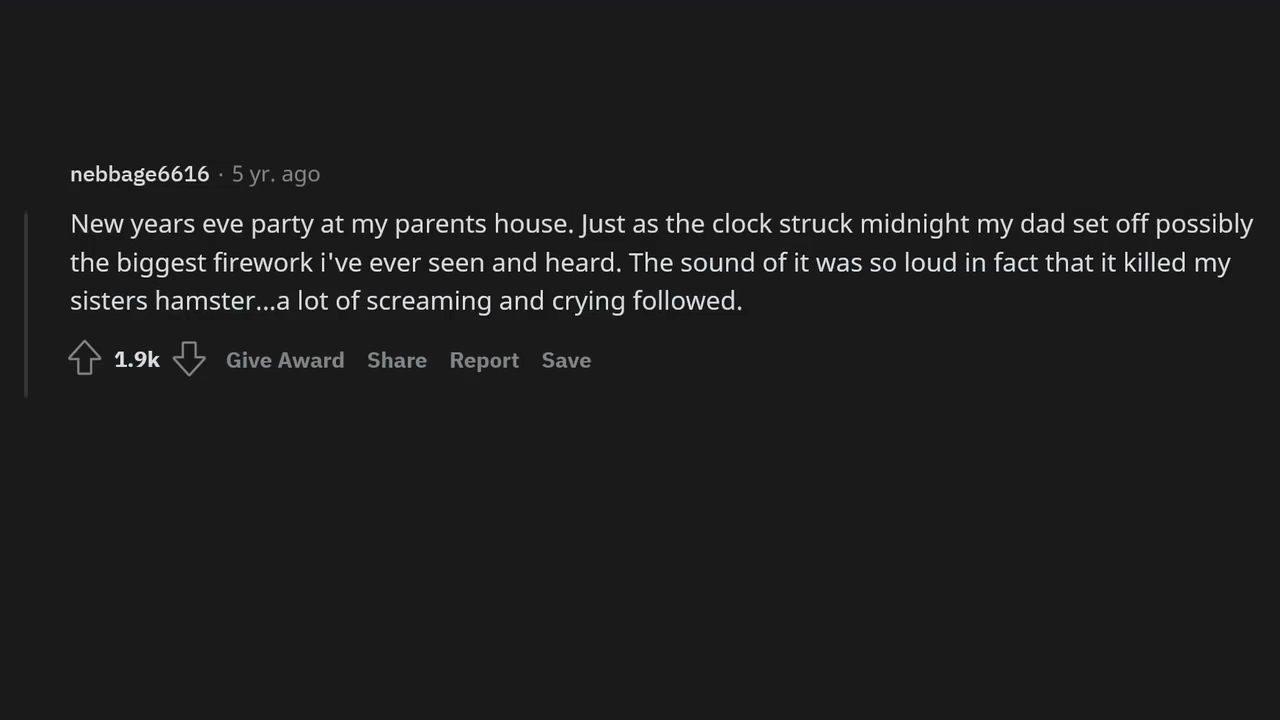 nebbage6616 · 5 yr. ago
New years eve party at my parents house. Just as the clock struck midnight my dad set off possibly
the biggest firework i've ever seen and heard. The sound of it was so loud in fact that it killed my
sisters hamster...a lot of screaming and crying followed.
1.9k Give Award Share Report Save